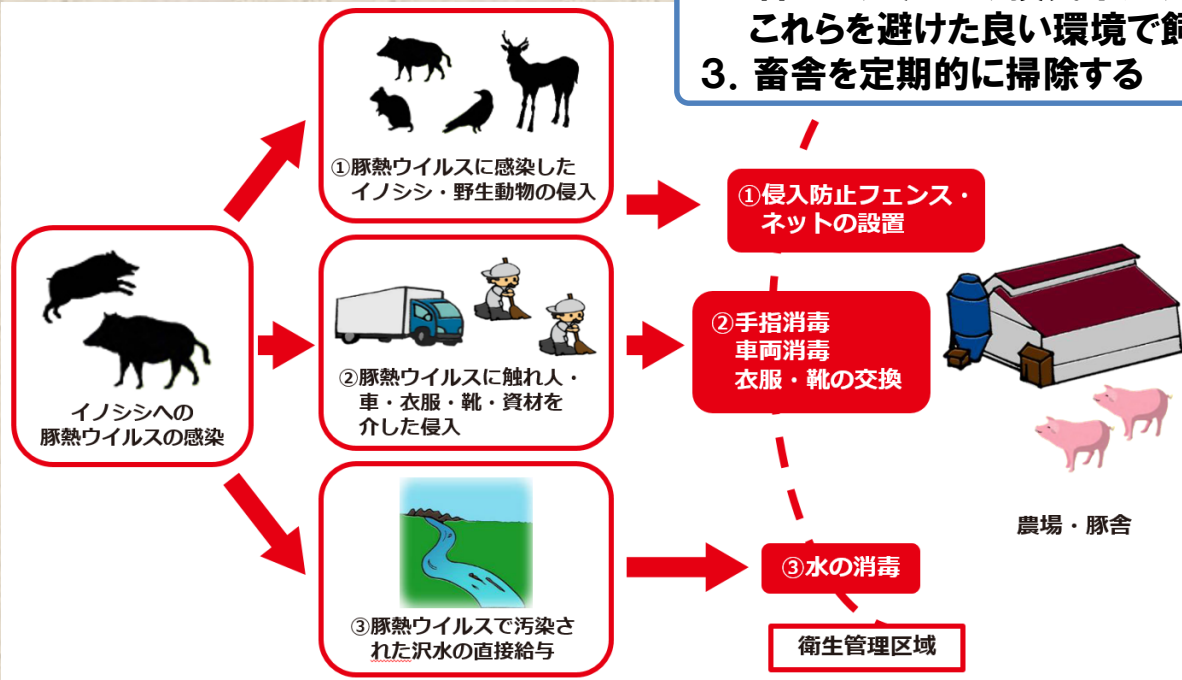 これらを避けた良い環境で飼
３．畜舎を定期的に掃除する
①豚熱ウイルスに感染した
イノシシ・野生動物の侵入
①侵入防止フェンス・
ネットの設置
イノシシへの
豚熱ウイルスの感染
②豚熱ウイルスに触れ人・
車・衣服・靴・資材を
介した侵入
②手指消毒
車両消毒
衣服・靴の交換
農場・豚舎
③豚熱ウイルスで汚染さ
れた沢水の直接給与
③水の消毒
衛生管理区域